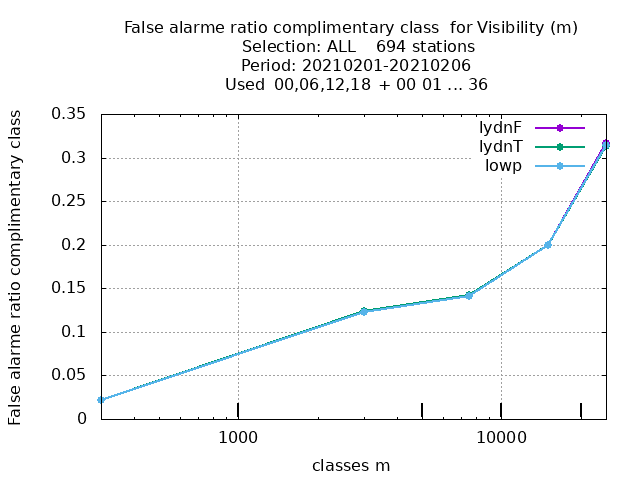 False alarme ratio complimentary class  for Visibility (m)
Selection: ALL    694 stations
Period: 20210201-20210206
Used  00,06,12,18 + 00 01 ... 36
False alarme ratio complimentary class
0.35
0.3
0.25
0.2
0.15
0.1
0.05
0
lydnF
lydnT
lowp
1000
10000
classes m